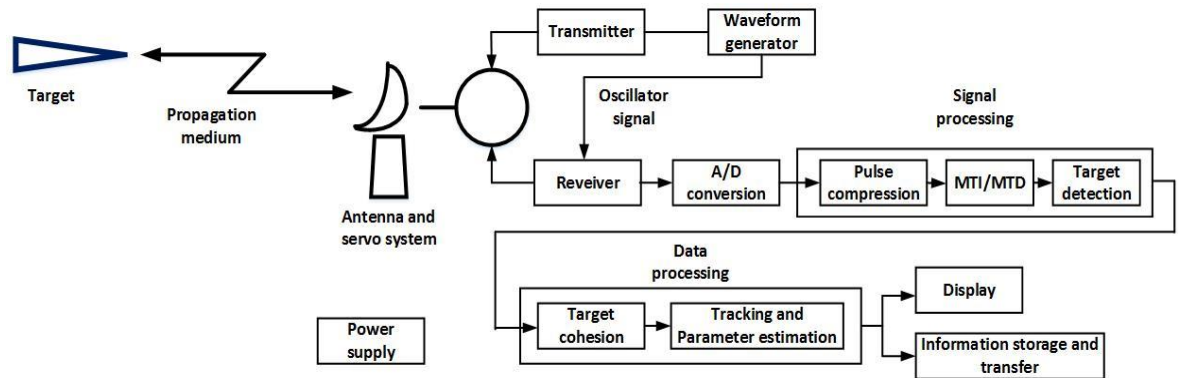 Transmitter
Waveform
generator
Target
Propagation
medium
Oscillator
signal
Signal
processing
Reveiver
A/D
conversion
Pulse
compression
MTI/MTD
Target
detection
Antenna and
servo system
Data
processing
Target
cohesion
Tracking and
Parameter estimation
Display
Information storage and
transfer
Power
supply